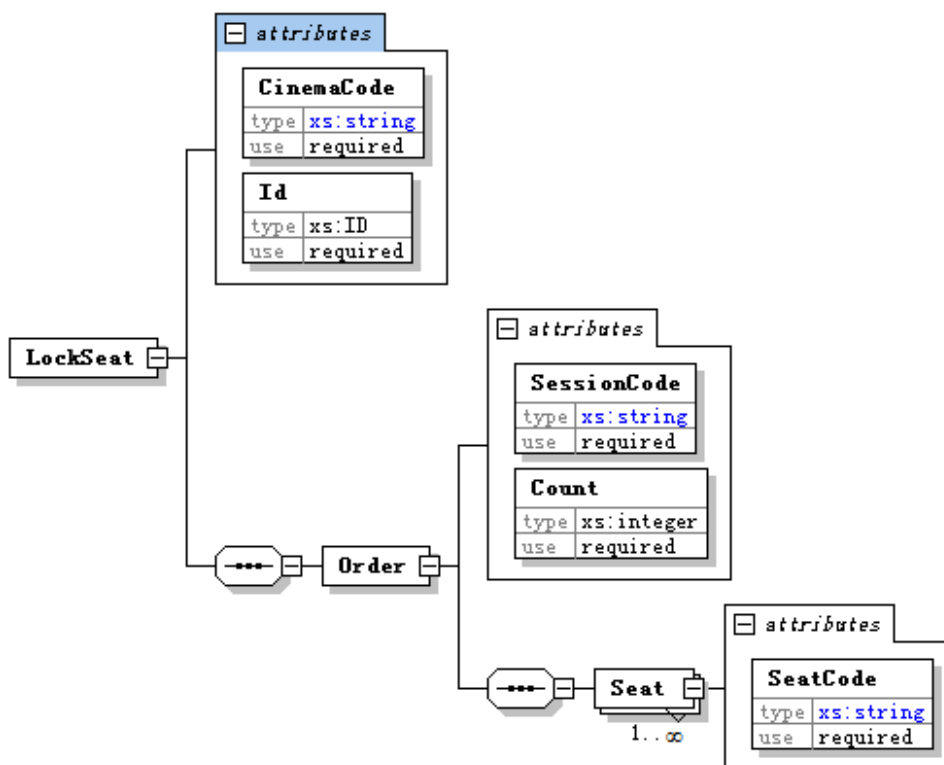 attributes
CinemaCode
type xs:string
use required
Id
type xs:ID
use required
LockSeat
attributes
SessionCode
type xs:string
use required
Count
type xs:integer
use required
Order
attributes
Seat
1..∞
SeatCode
type xs:string
use required